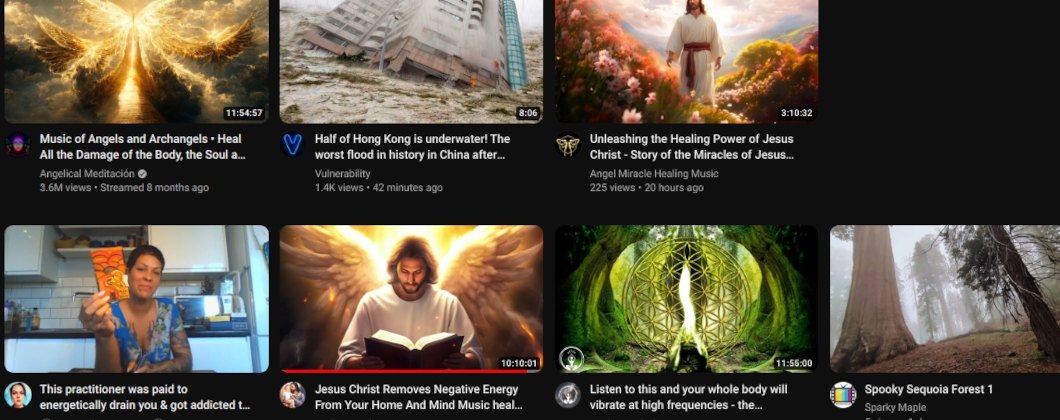 11:54:57
8:06
3:10:32
Music of Angels and Archangels • Heal
All the Damage of the Body, the Soul a...
Angelical Meditación
3.6M views • Streamed 8 months ago
Half of Hong Kong is underwater! The
worst flood in history in China after...
Vulnerability
1.4K views • 42 minutes ago
Unleashing the Healing Power of Jesus
Christ - Story of the Miracles of Jesus...
Angel Miracle Healing Music
225 views • 20 hours ago
10:10:01
11:55:00
This practitioner was paid to
energetically drain you & got addicted t...
Jesus Christ Removes Negative Energy
From Your Home And Mind Music heal...
Listen to this and your whole body will
vibrate at high frequencies - the...
Spooky Sequoia Forest 1
Sparky Maple